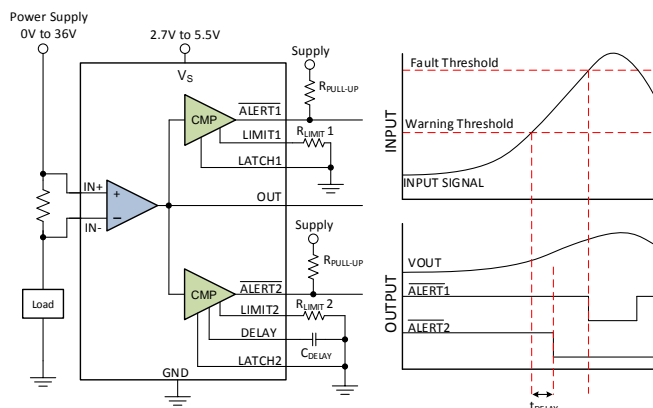 Power Supply
0V to 36V
2.7V to 5.5V
Supply
VS
RPULL-UP
CMP
ALERT1
LIMIT1
RLIMIT 1
LATCH1
IN+
+
OUT
IN-
−
Supply
RPULL-UP
CMP
ALERT2
LIMIT2
RLIMIT 2
Load
DELAY
CDELAY
LATCH2
GND
INPUT
Fault Threshold
Warning Threshold
INPUT SIGNAL
OUTPUT
VOUT
ALERT1
ALERT2
tDELAY